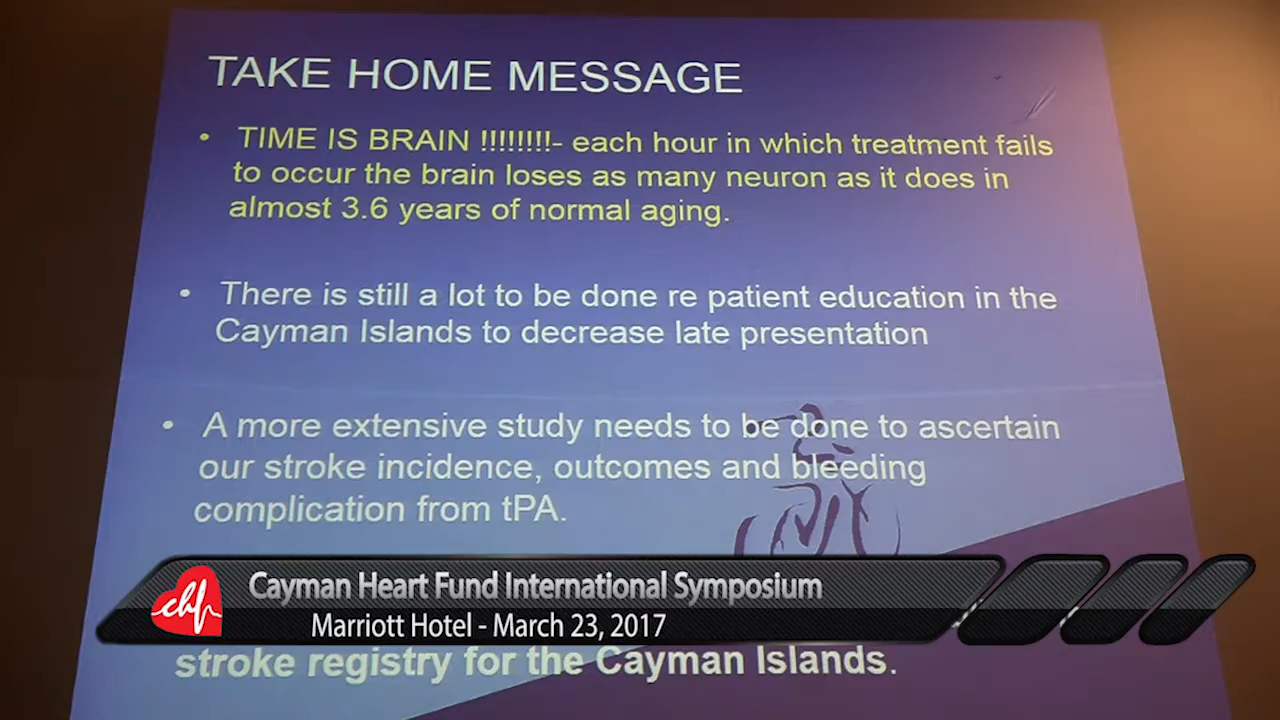 TAKE HOME MESSAGE
• TIME IS BRAIN !!!!!!!!- each hour in which treatment fails
to occur the brain loses as many neuron as it does in
almost 3.6 years of normal aging.
• There is still a lot to be done re patient education in the
Cayman Islands to decrease late presentation
• A more extensive study needs to be done to ascertain
our stroke incidence, outcomes and bleeding
complication from tPA.
chf
Cayman Heart Fund International Symposium
Marriott Hotel - March 23, 2017
stroke registry for the Cayman Islands.